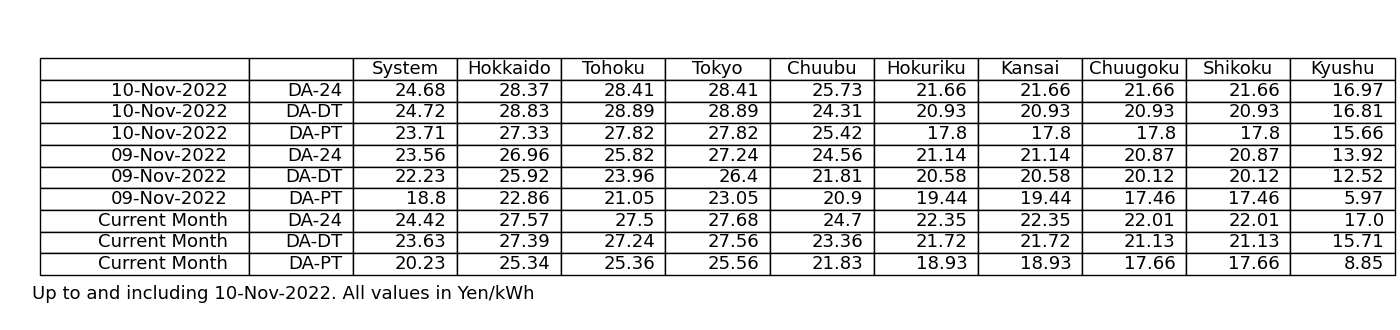 System Hokkaido Tohoku Tokyo Chuubu Hokuriku Kansai Chuugoku Shikoku Kyushu
10-Nov-2022 DA-24 24.68 28.37 28.41 28.41 25.73 21.66 21.66 21.66 21.66 16.97
10-Nov-2022 DA-DT 24.72 28.83 28.89 28.89 24.31 20.93 20.93 20.93 20.93 16.81
10-Nov-2022 DA-PT 23.71 27.33 27.82 27.82 25.42 17.8 17.8 17.8 17.8 15.66
09-Nov-2022 DA-24 23.56 26.96 25.82 27.24 24.56 21.14 21.14 20.87 20.87 13.92
09-Nov-2022 DA-DT 22.23 25.92 23.96 26.4 21.81 20.58 20.58 20.12 20.12 12.52
09-Nov-2022 DA-PT 18.8 22.86 21.05 23.05 20.9 19.44 19.44 17.46 17.46 5.97
Current Month DA-24 24.42 27.57 27.5 27.68 24.7 22.35 22.35 22.01 22.01 17.0
Current Month DA-DT 23.63 27.39 27.24 27.56 23.36 21.72 21.72 21.13 21.13 15.71
Current Month DA-PT 20.23 25.34 25.36 25.56 21.83 18.93 18.93 17.66 17.66 8.85
Up to and including 10-Nov-2022. All values in Yen/kWh